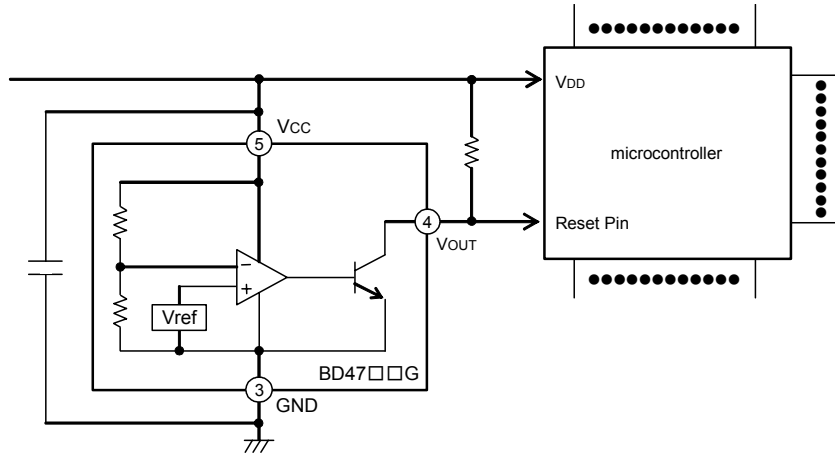 VCC
5
VDD
microcontroller
4
VOUT
Reset Pin
−
+
Vref
BD47□□G
3
GND